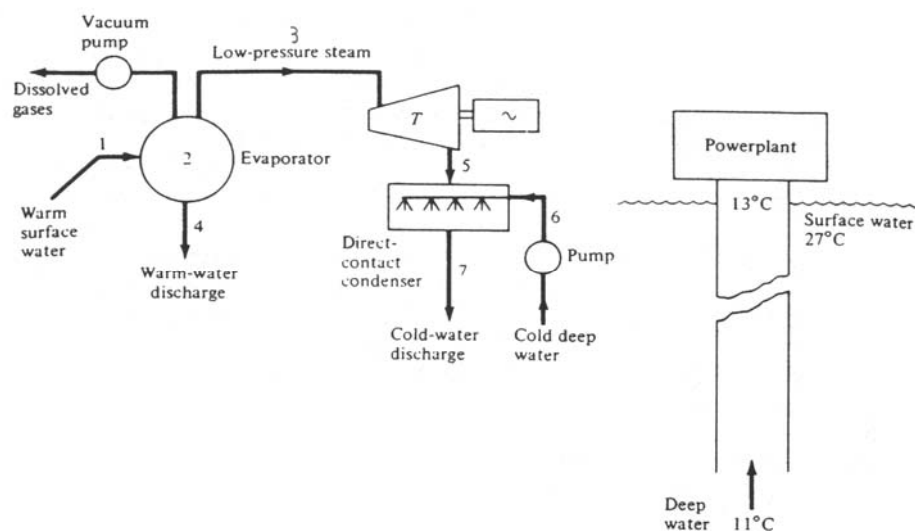 Vacuum
pump
3
Low-pressure steam
Dissolved
gases
T
~
1
2
Evaporator
Powerplant
5
Warm
surface
water
4
6
13°C
Surface water
27°C
Direct-
contact
condenser
7
Pump
Warm-water
discharge
Cold-water
discharge
Cold deep
water
Deep
water
11°C